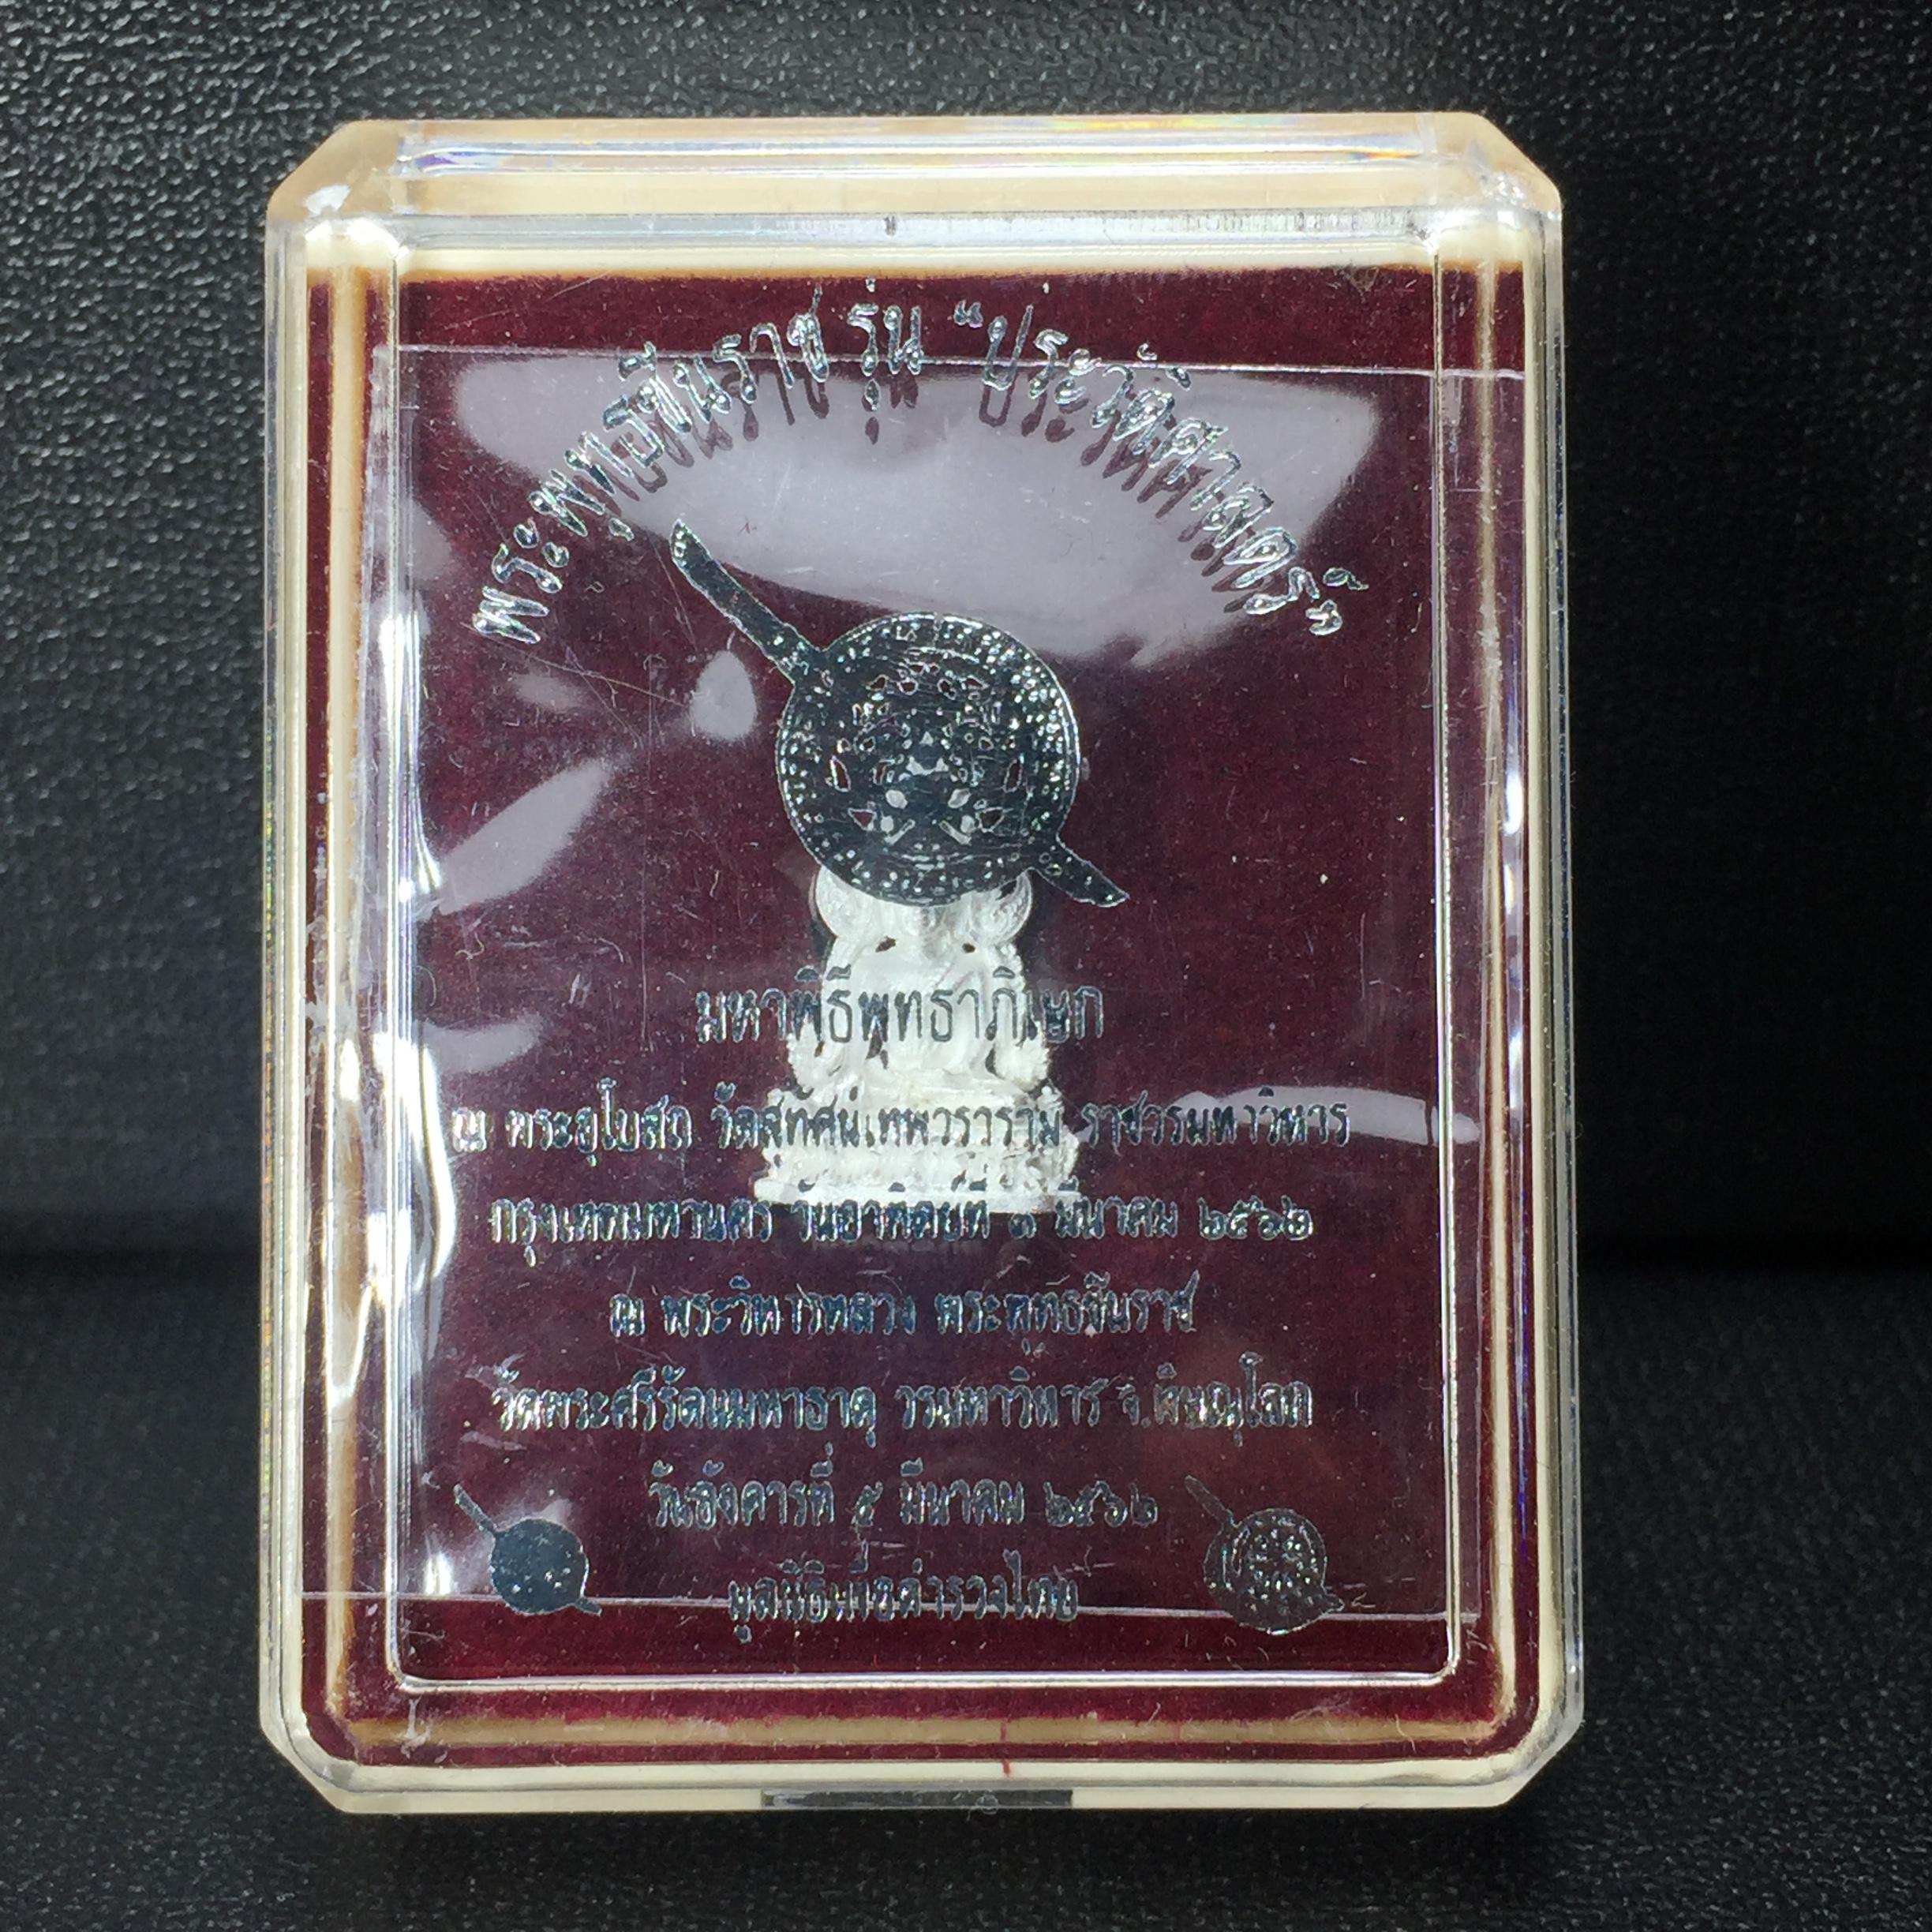 พระพุทธชินราช รุ่น "ประวัติศาสตร์"
มหาพิธีพุทธาภิเษก
ณ พระอุโบสถ วัดสุทัศน์เทพวราราม ราชวรมหาวิหาร
กรุงเทพมหานคร วันอาทิตย์ที่ ๓ มีนาคม ๒๕๖๒
ณ พระวิหารหลวง พระพุทธชินราช
วัดพระศรีรัตนมหาธาตุ วรมหาวิหาร จ.พิษณุโลก
วันอังคารที่ ๕ มีนาคม ๒๕๖๒
มูลนิธิเพื่อตำรวจไทย